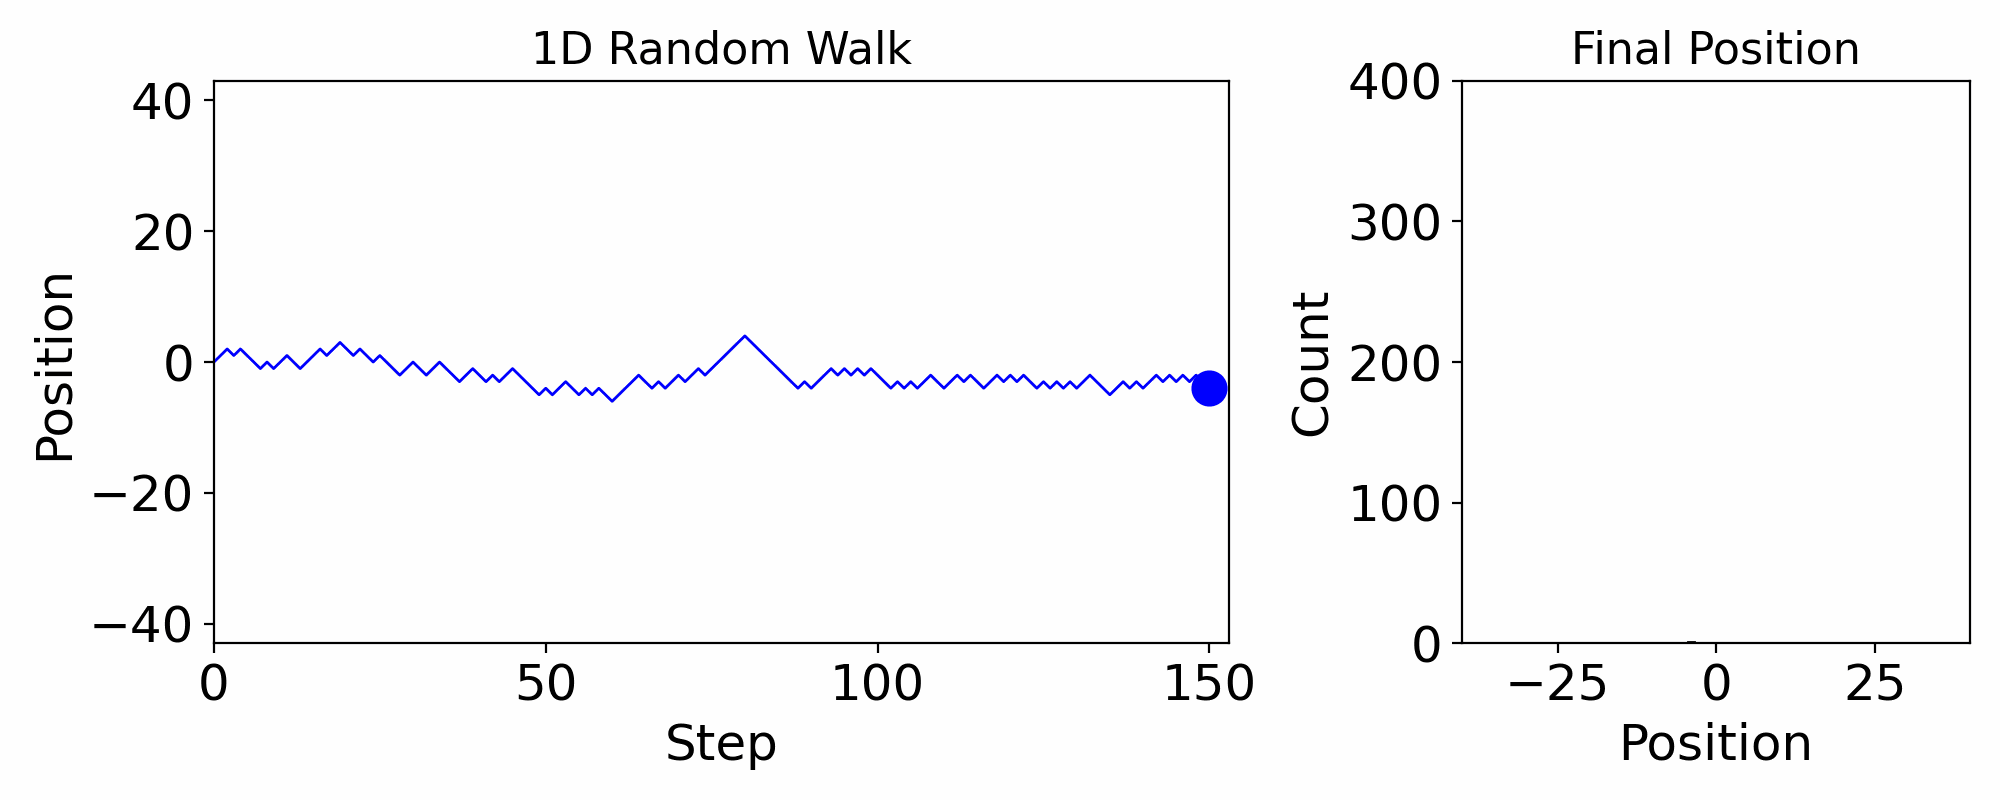 1D Random Walk
Position
40
20
0
−20
−40
0 50 100 150
Step
Final Position
Count
400
300
200
100
0
−25 0 25
Position